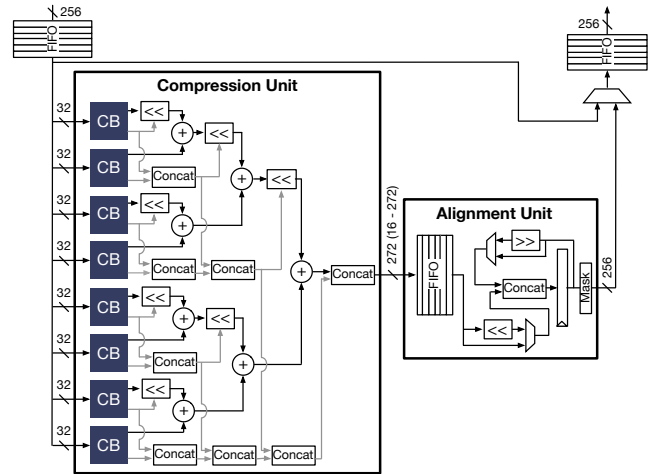 256
FIFO
256
FIFO
Compression Unit
32
CB
<<
+
<<
32
CB
Concat
+
<<
32
CB
<<
+
32
CB
Concat
Concat
+
Concat
272 (16 - 272)
32
CB
<<
+
<<
32
CB
Concat
+
32
CB
<<
+
32
CB
Concat
Concat
Concat
Alignment Unit
FIFO
>>
Concat
<<
Mask
256